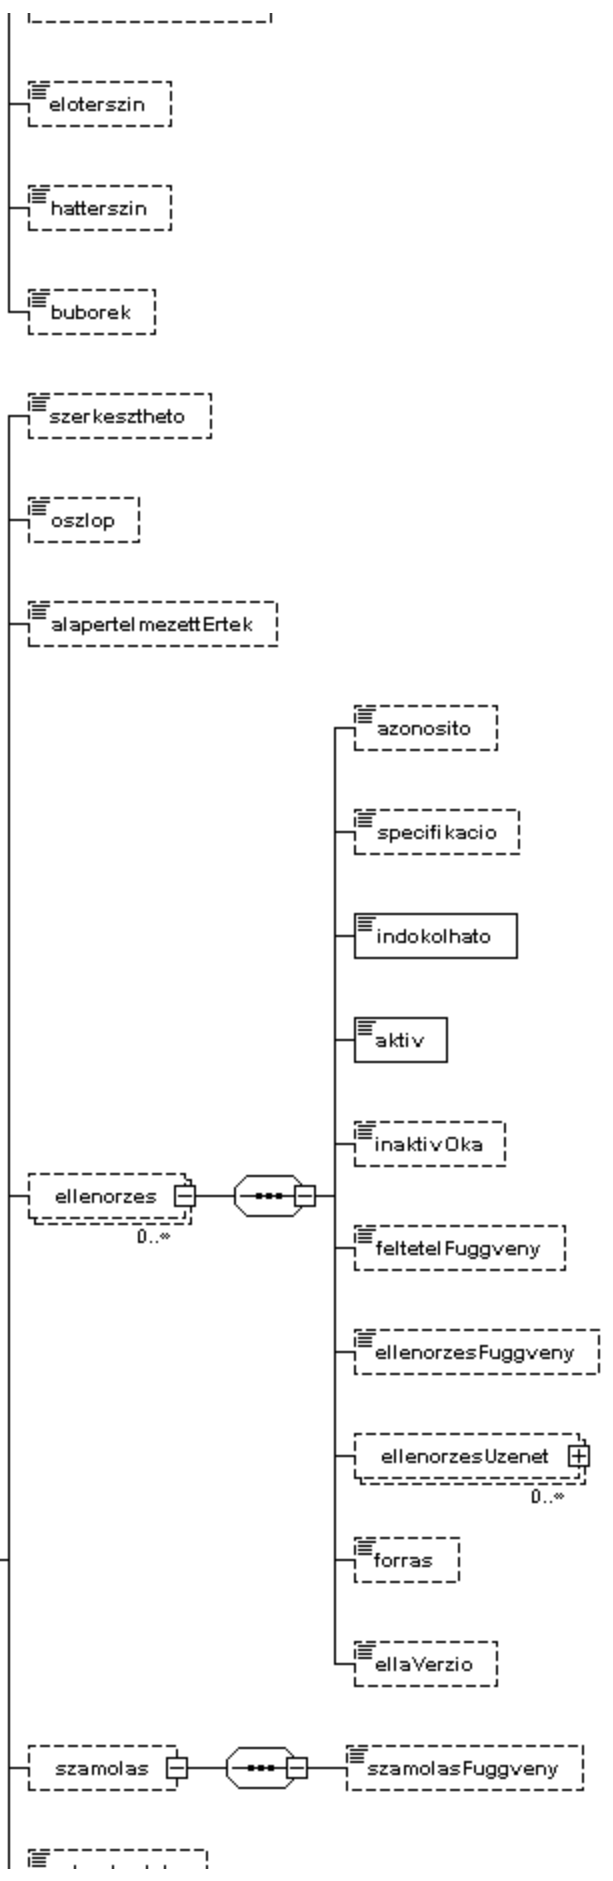 eloterszin
hatterszin
buborek
szerkesztheto
oszlop
alapertelmezettErtek
azonosito
specifikacio
indokolhato
aktiv
inaktivOka
ellenorzes
0..∞
feltetelFuggveny
ellenorzesFuggveny
ellenorzesUzenet
0..∞
forras
ellaVerzio
szamolas
szamolasFuggveny